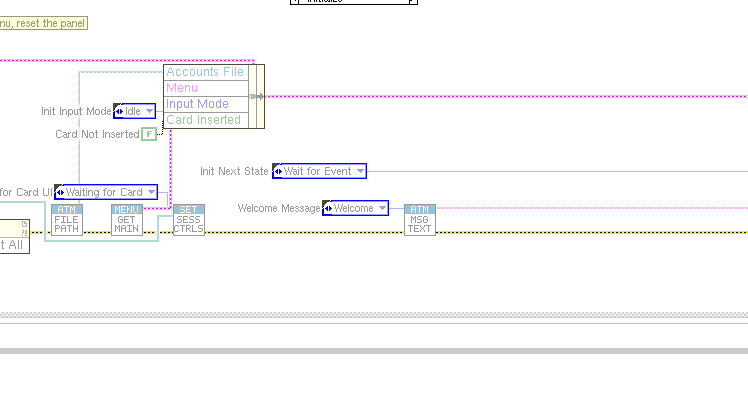 nu, reset the panel
Accounts File
Menu
Init Input Mode
Idle
Input Mode
Card Inserted
Card Not Inserted
F
Init Next State
Wait for Event
for Card UI
Waiting for Card
Welcome Message
Welcome
ATM
FILE
PATH
MENU
GET
MAIN
SET
SESS
CTRLS
ATM
MSG
TEXT
t All